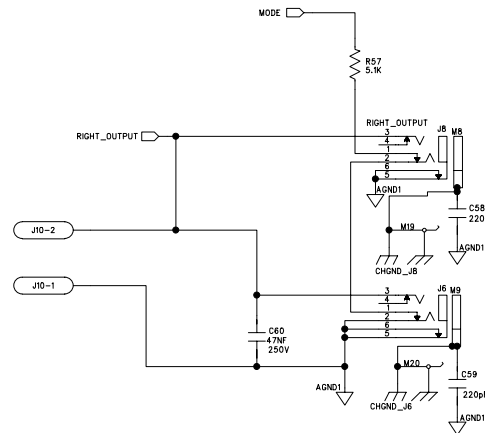 MODE
R57
5.1K
RIGHT_OUTPUT
J8
M8
RIGHT_OUTPUT
3
4
1
2
6
5
AGND1
C58
220
M19
J10-2
AGND1
CHGND_J8
J10-1
J6
M9
3
4
1
2
6
5
C60
47NF
250V
M20
C59
220p
AGND1
CHGND_J6
AGND1